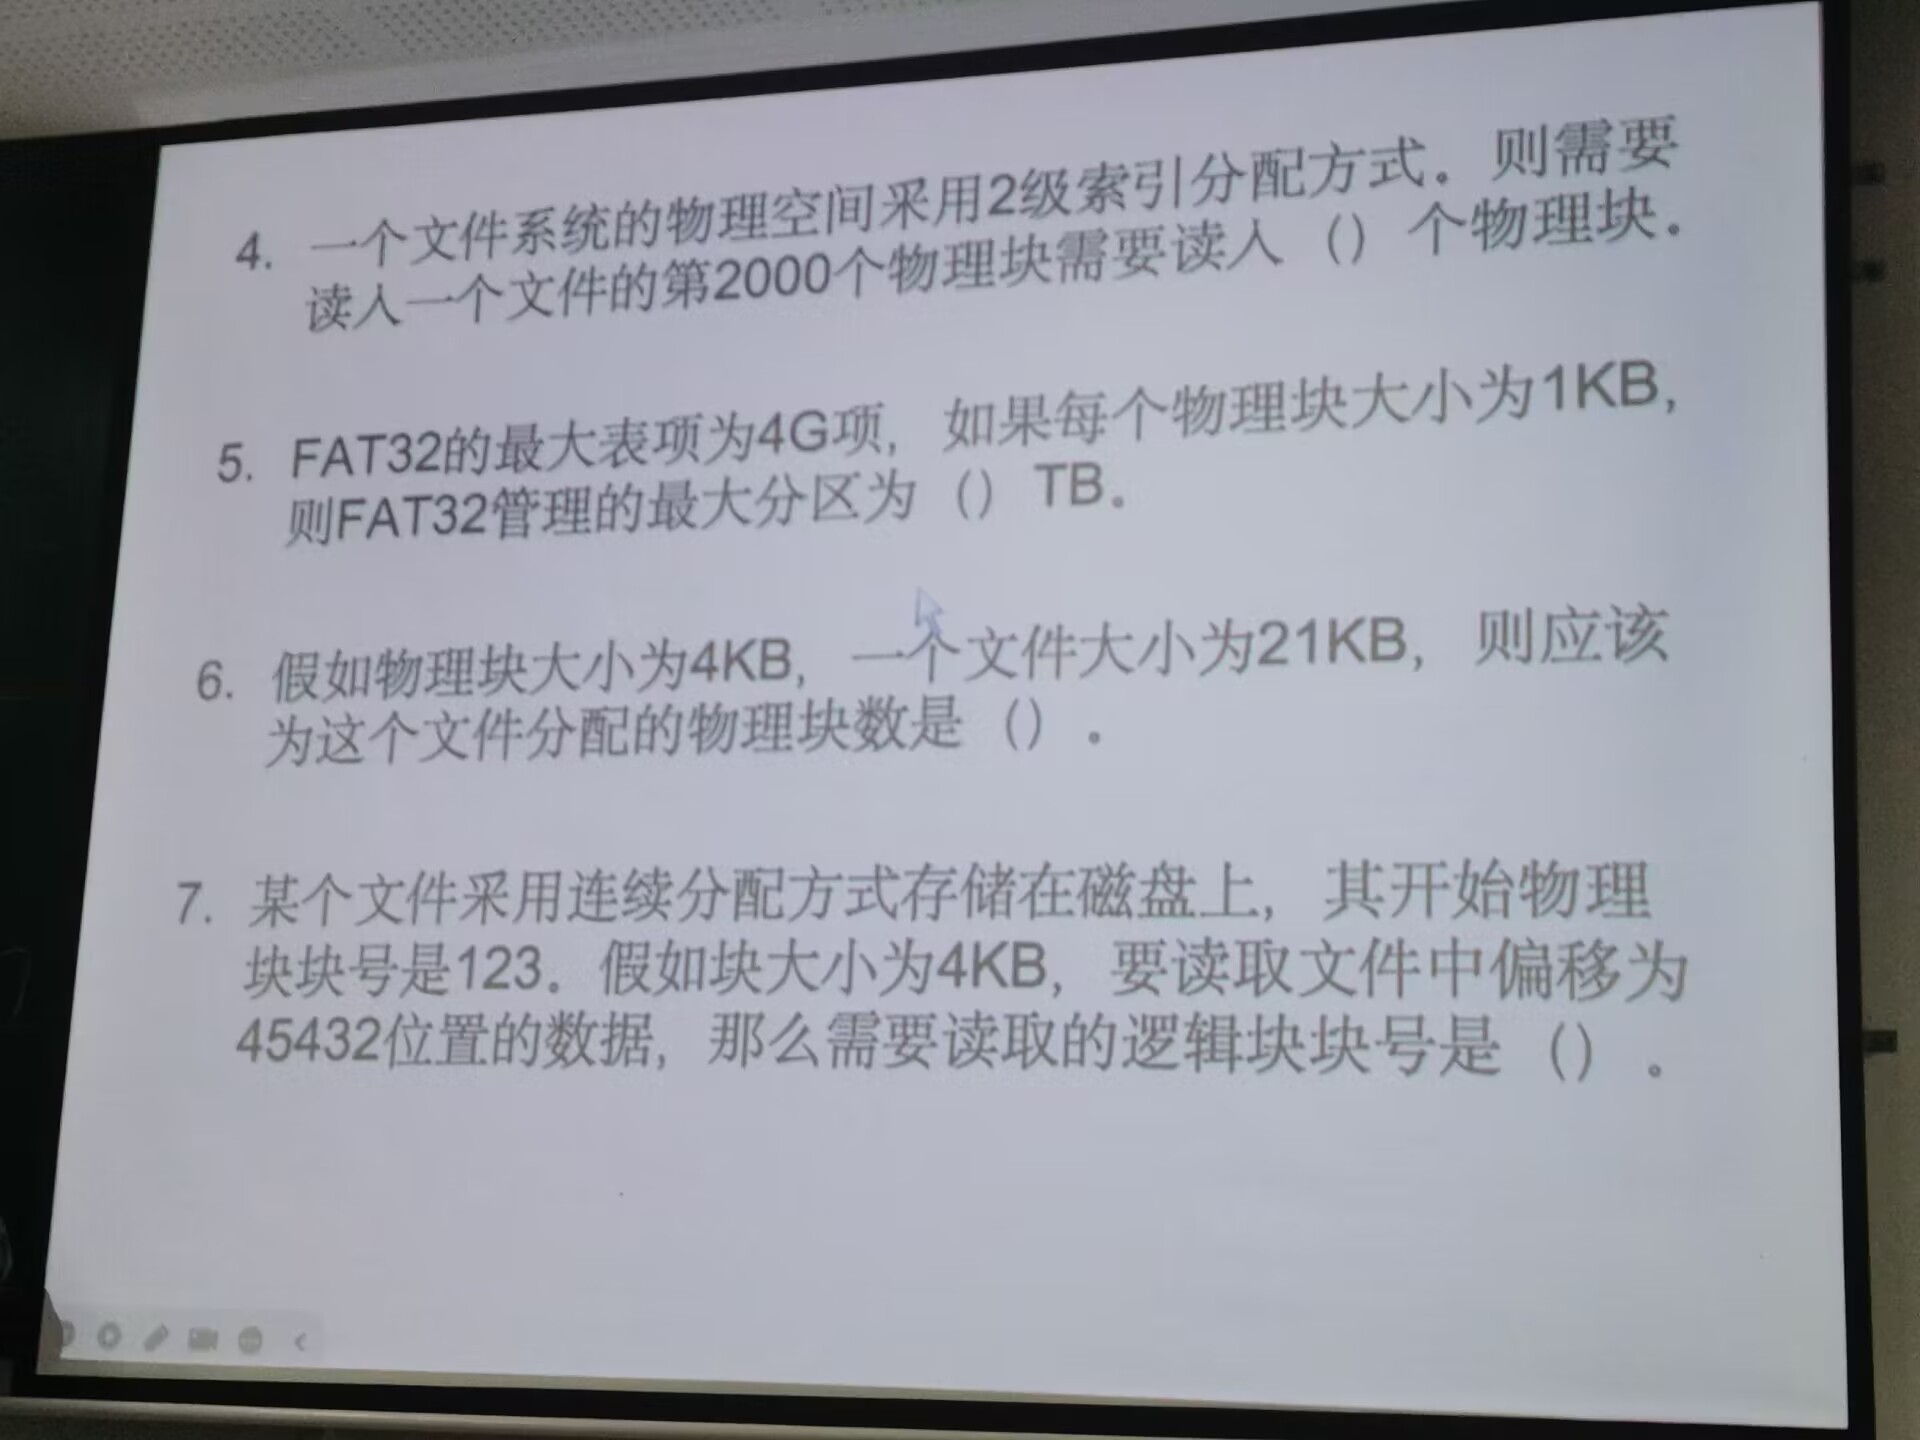 4. 一个文件系统的物理空间采用2级索引分配方式。则需要
读入一个文件的第2000个物理块需要读入（）个物理块。
5. FAT32的最大表项为4G项，如果每个物理块大小为1KB，
则FAT32管理的最大分区为（）TB。
6. 假如物理块大小为4KB，一个文件大小为21KB，则应该
为这个文件分配的物理块数是（）。
7. 某个文件采用连续分配方式存储在磁盘上，其开始物理
块块号是123。假如块大小为4KB，要读取文件中偏移为
45432位置的数据，那么需要读取的逻辑块块号是（）。